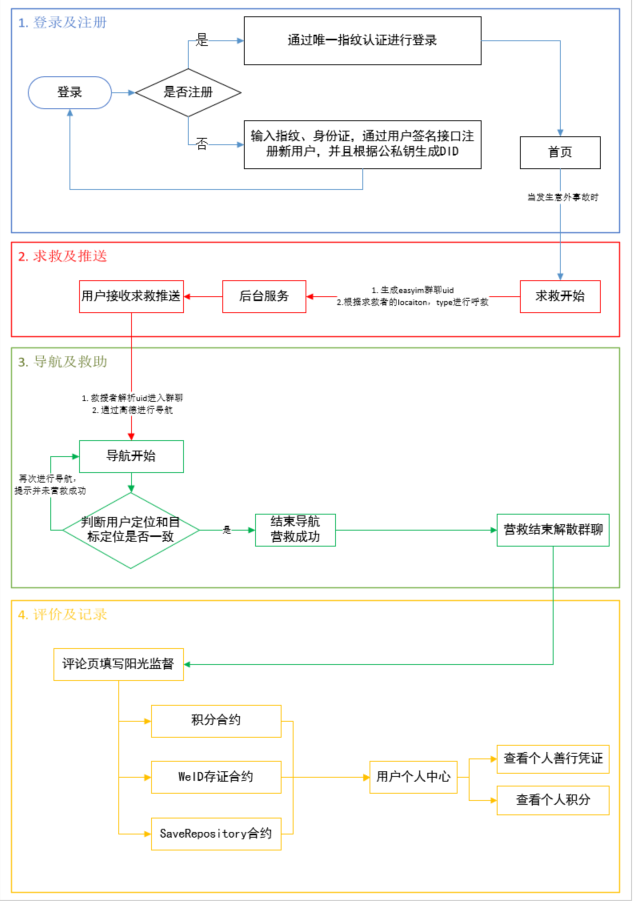 1. 登录及注册
是
通过唯一指纹认证进行登录
登录
是否注册
否
输入指纹、身份证，通过用户签名接口注
册新用户，并且根据公私钥生成DID
首页
当发生意外事故时
2. 求救及推送
用户接收求救推送
后台服务
1. 生成easyim群聊uid
2.根据求救者的locaiton，type进行呼救
求救开始
3. 导航及救助
1. 救援者解析uid进入群聊
2. 通过高德进行导航
导航开始
再次进行导航，
提示并未营救成功
判断用户定位和目
标定位是否一致
是
结束导航
营救成功
营救结束解散群聊
4. 评价及记录
评论页填写阳光监督
积分合约
WeID存证合约
SaveRepository合约
用户个人中心
查看个人善行凭证
查看个人积分